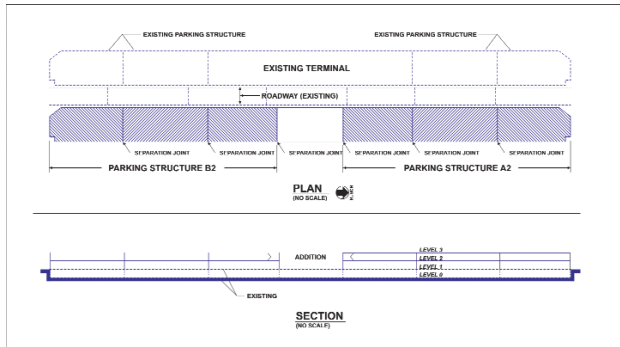 EXISTING PARKING STRUCTURE
EXISTING PARKING STRUCTURE
EXISTING TERMINAL
ROADWAY (EXISTING)
SEPARATION JOINT
SEPARATION JOINT
SEPARATION JOINT
SEPARATION JOINT
SEPARATION JOINT
SEPARATION JOINT
PARKING STRUCTURE B2
PARKING STRUCTURE A2
PLAN
(NO SCALE)
LEVEL 3
ADDITION
LEVEL 2
LEVEL 1
LEVEL 0
EXISTING
SECTION
(NO SCALE)